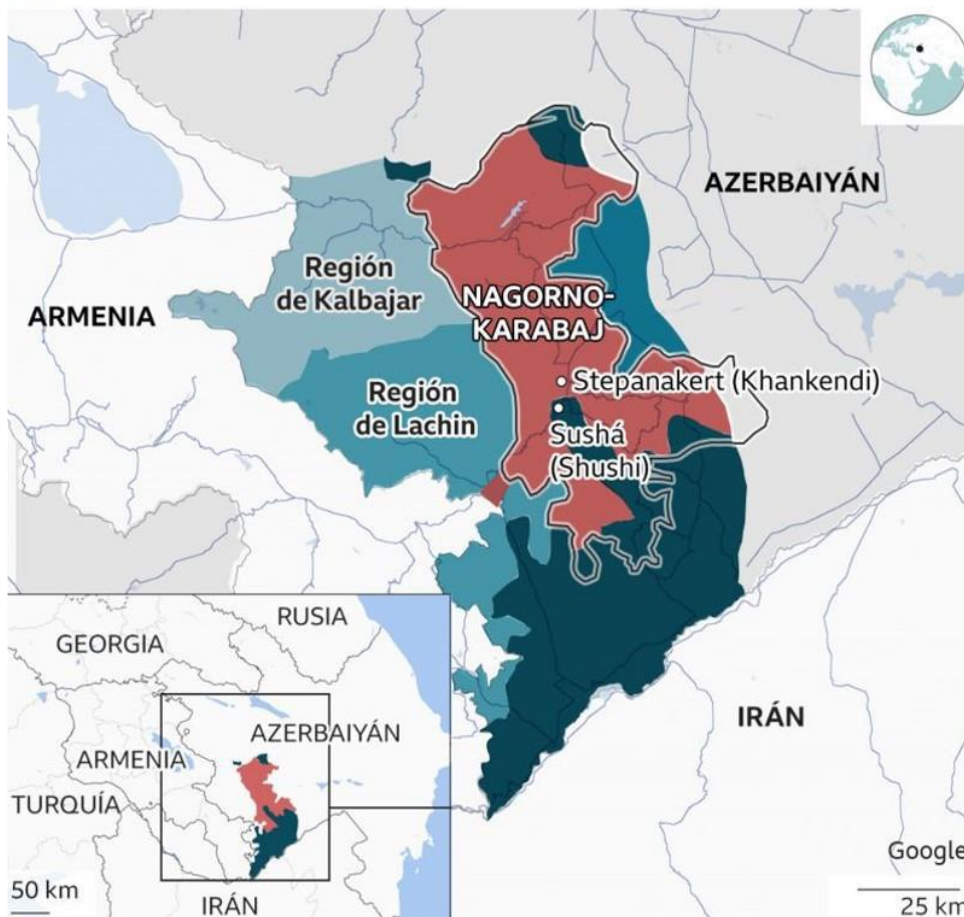 AZERBAIYÁN
Región
de Kalbajar
ARMENIA
NAGORNO-
KARABAJ
Stepanakert (Khankendi)
Región
de Lachin
Sushá
(Shushi)
IRÁN
RUSIA
GEORGIA
AZERBAIYÁN
ARMENIA
TURQUÍA
IRÁN
50 km
Google
25 km